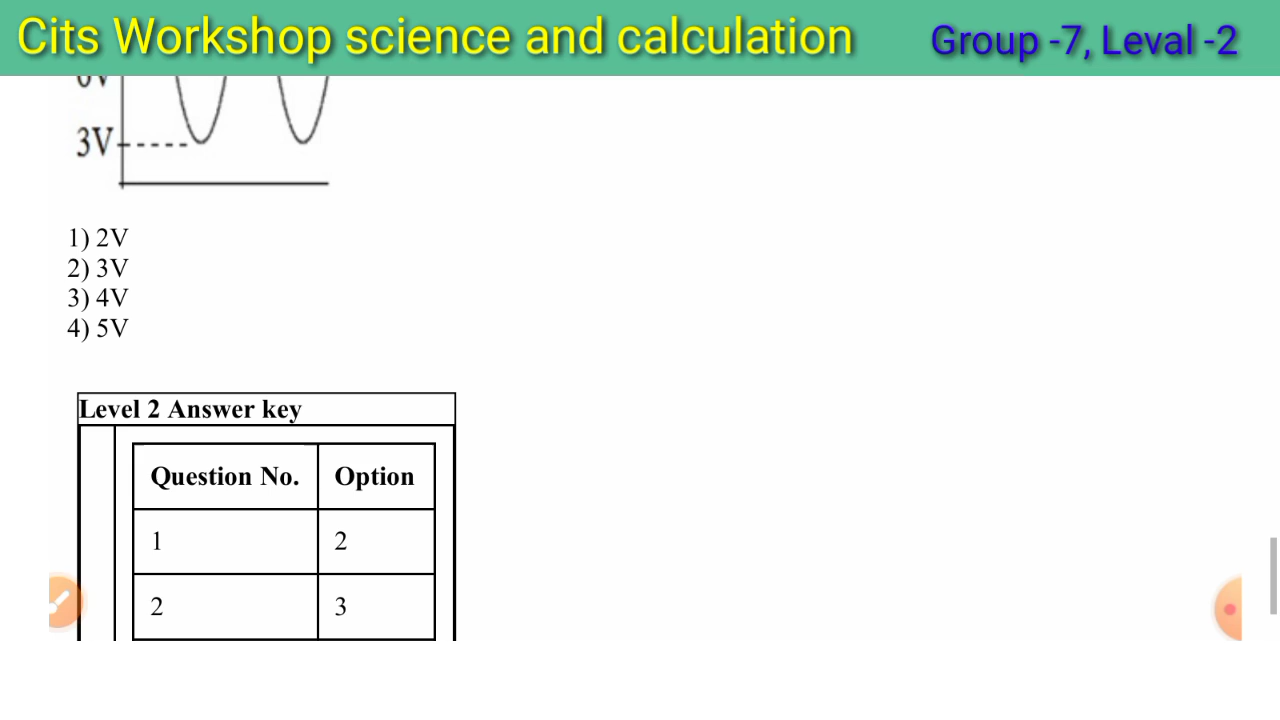 Cits Workshop science and calculation Group -7, Leval -2
3V
1) 2V
2) 3V
3) 4V
4) 5V
Level 2 Answer key
Question No. Option
1 2
2 3